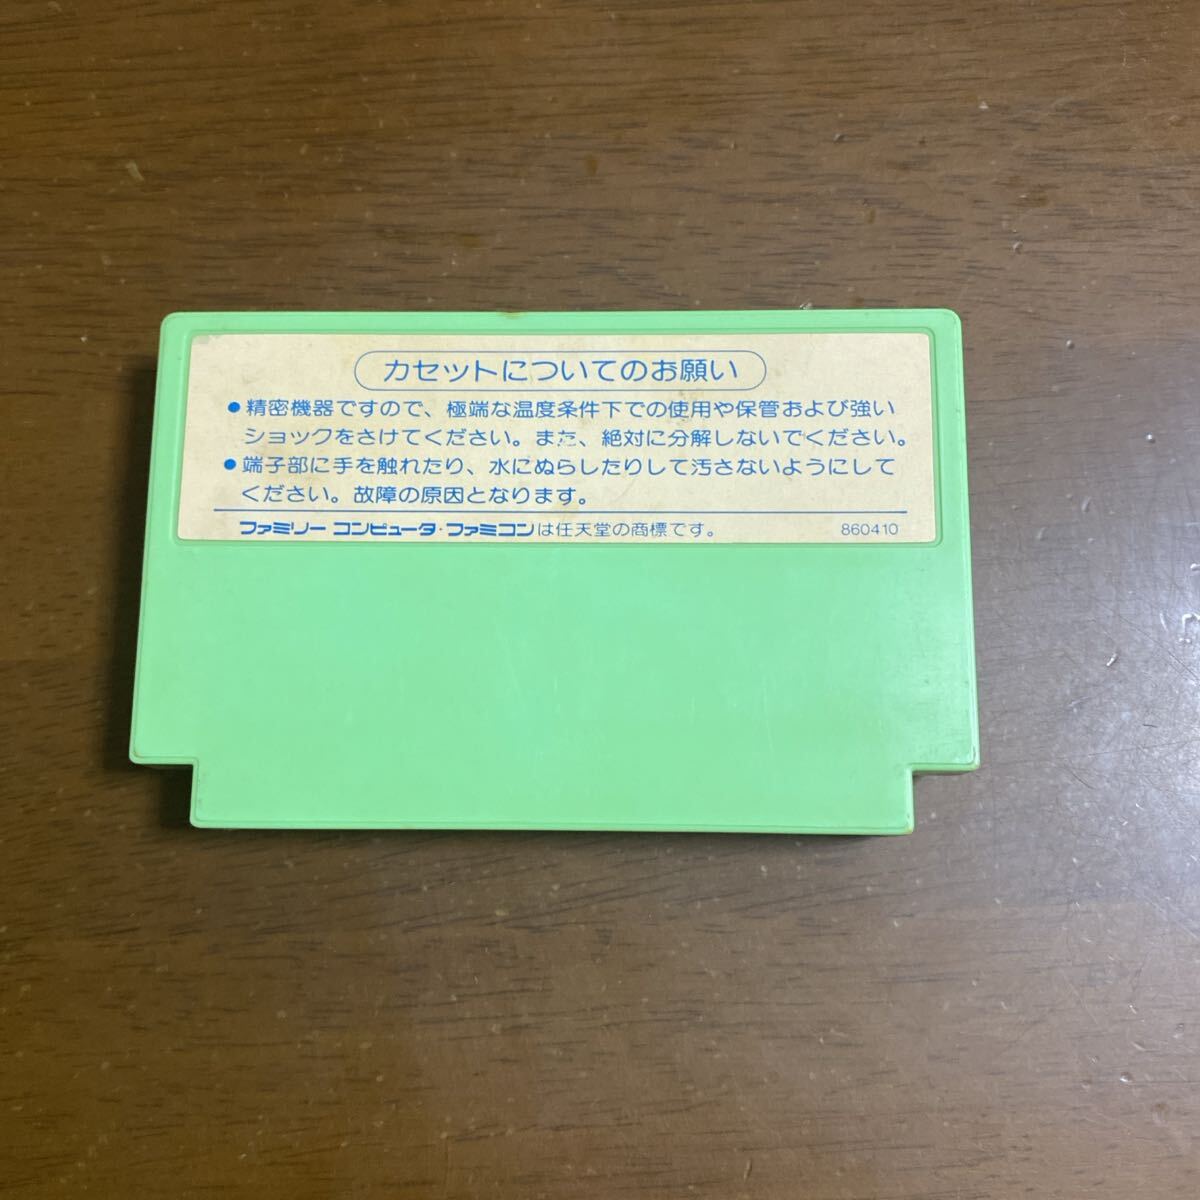 カセットについてのお願い
●精密機器ですので、極端な温度条件下での使用や保管および強い
ショックをさけてください。また、絶対に分解しないでください。
●端子部に手を触れたり、水にぬらしたりして汚さないようにして
ください。故障の原因となります。
ファミリー コンピュータ・ファミコンは任天堂の商標です。 860410